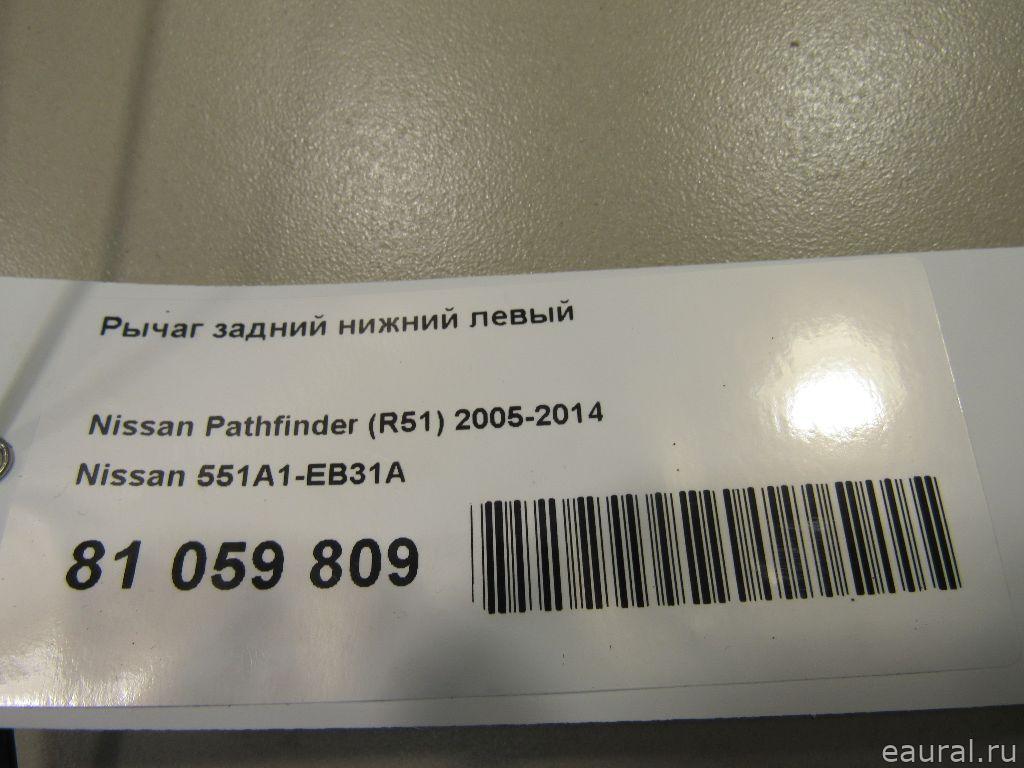 Рычаг задний нижний левый
Nissan Pathfinder (R51) 2005-2014
Nissan 551A1-EB31A
81 059 809
eaural.ru